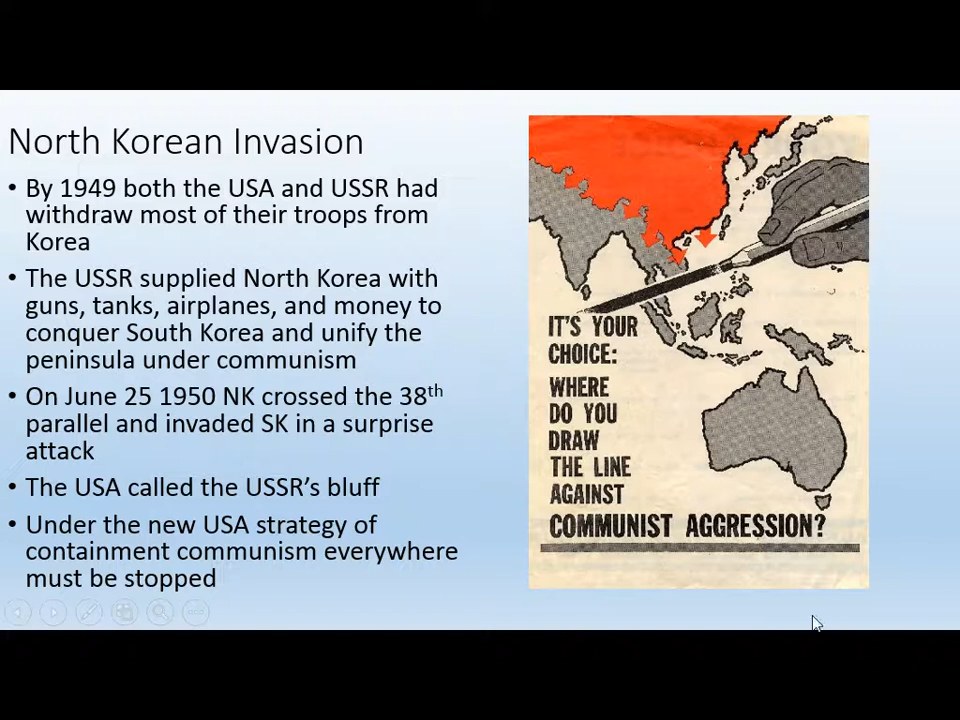 North Korean Invasion
• By 1949 both the USA and USSR had
withdraw most of their troops from
Korea
• The USSR supplied North Korea with
guns, tanks, airplanes, and money to
conquer South Korea and unify the
peninsula under communism
• On June 25 1950 NK crossed the 38th
parallel and invaded SK in a surprise
attack
• The USA called the USSR's bluff
• Under the new USA strategy of
containment communism everywhere
must be stopped
IT'S YOUR
CHOICE:
WHERE
DO YOU
DRAW
THE LINE
AGAINST
COMMUNIST AGGRESSION?